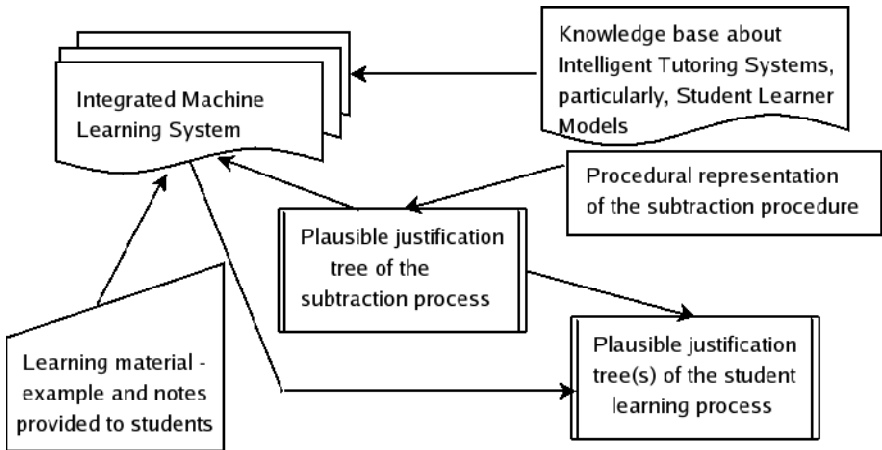 Integrated Machine
Learning System
Knowledge base about
Intelligent Tutoring Systems,
particularly, Student Learner
Models
Procedural representation
of the subtraction procedure
Plausible justification
tree of the
subtraction process
Learning material -
example and notes
provided to students
Plausible justification
tree(s) of the student
learning process